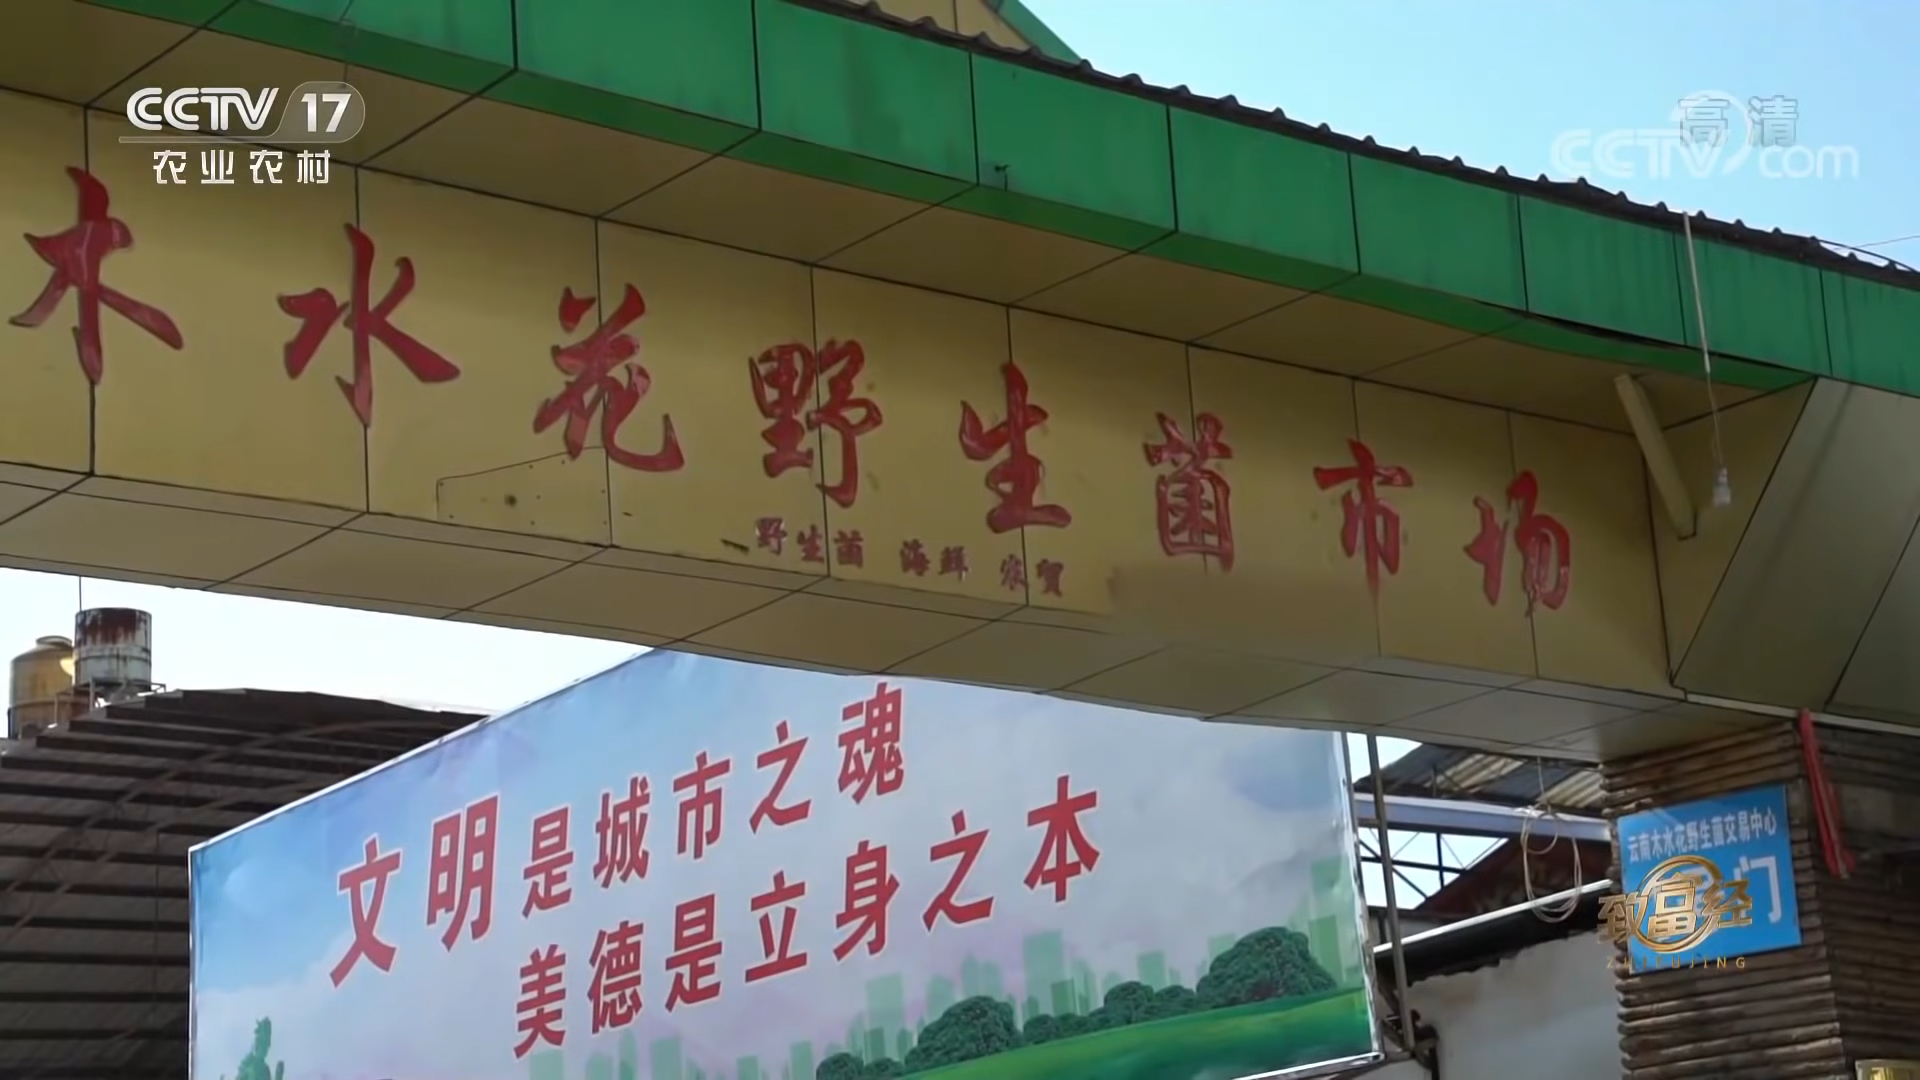 CCTV 17
农业农村
高清
CCTV.com
木水花野生菌市场
野生菌 海鲜 农贸
文明是城市之魂
美德是立身之本
云南木水花野生菌交易中心
门
致富经
ZHIFUJING